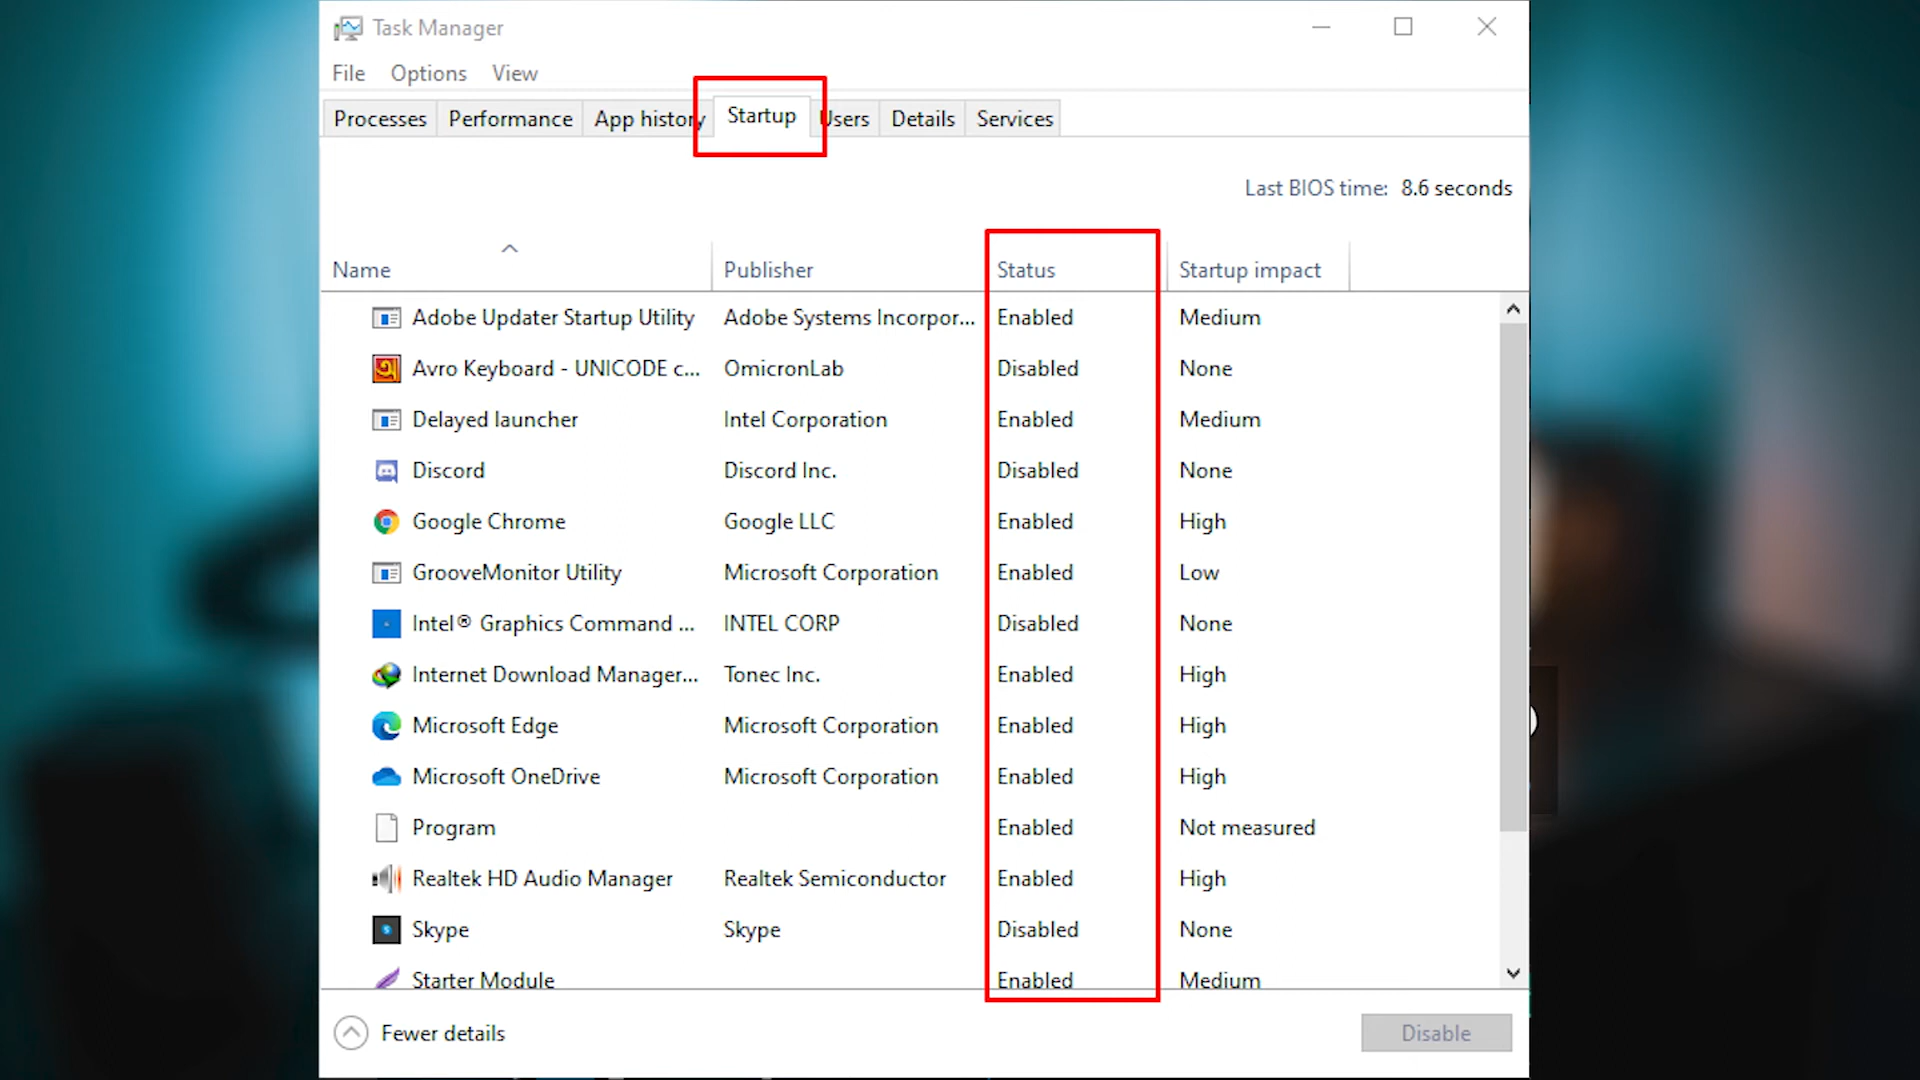 Task Manager
File Options View
Processes Performance App history Startup Users Details Services
Last BIOS time: 8.6 seconds
Name Publisher Status Startup impact
Adobe Updater Startup Utility Adobe Systems Incorpor... Enabled Medium
Avro Keyboard - UNICODE c... OmicronLab Disabled None
Delayed launcher Intel Corporation Enabled Medium
Discord Discord Inc. Disabled None
Google Chrome Google LLC Enabled High
GrooveMonitor Utility Microsoft Corporation Enabled Low
Intel® Graphics Command ... INTEL CORP Disabled None
Internet Download Manager... Tonec Inc. Enabled High
Microsoft Edge Microsoft Corporation Enabled High
Microsoft OneDrive Microsoft Corporation Enabled High
Program Enabled Not measured
Realtek HD Audio Manager Realtek Semiconductor Enabled High
Skype Skype Disabled None
Starter Module Enabled Medium
Fewer details Disable